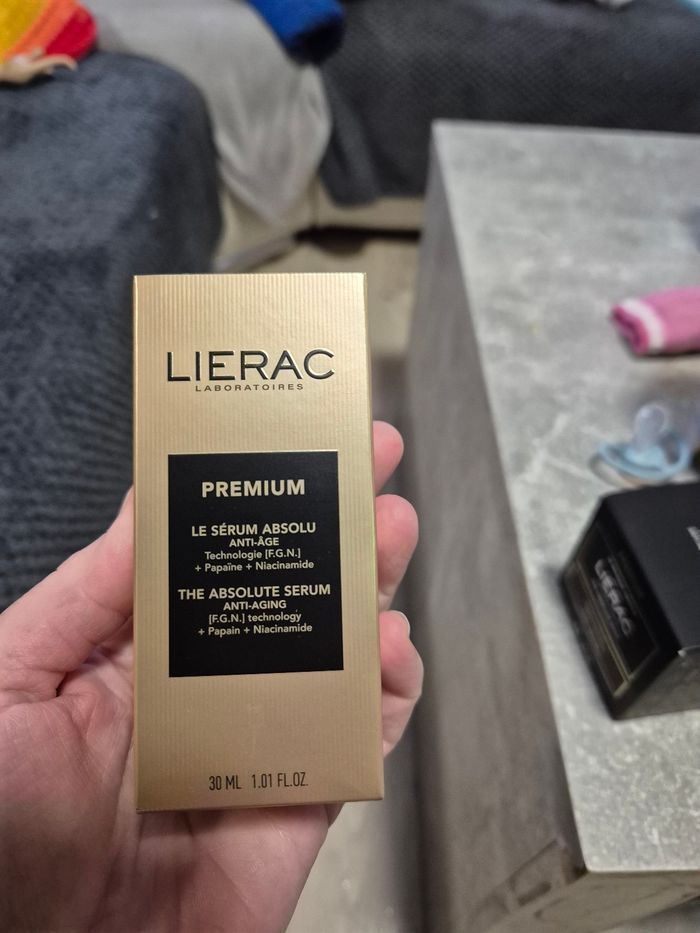 LIERAC
LABORATOIRES
PREMIUM
LE SÉRUM ABSOLU
ANTI-ÂGE
Technologie [F.G.N.]
+ Papaïne + Niacinamide
THE ABSOLUTE SERUM
ANTI-AGING
[F.G.N.] technology
+ Papain + Niacinamide
30 ML 1.01 FL.OZ.
LIERAC